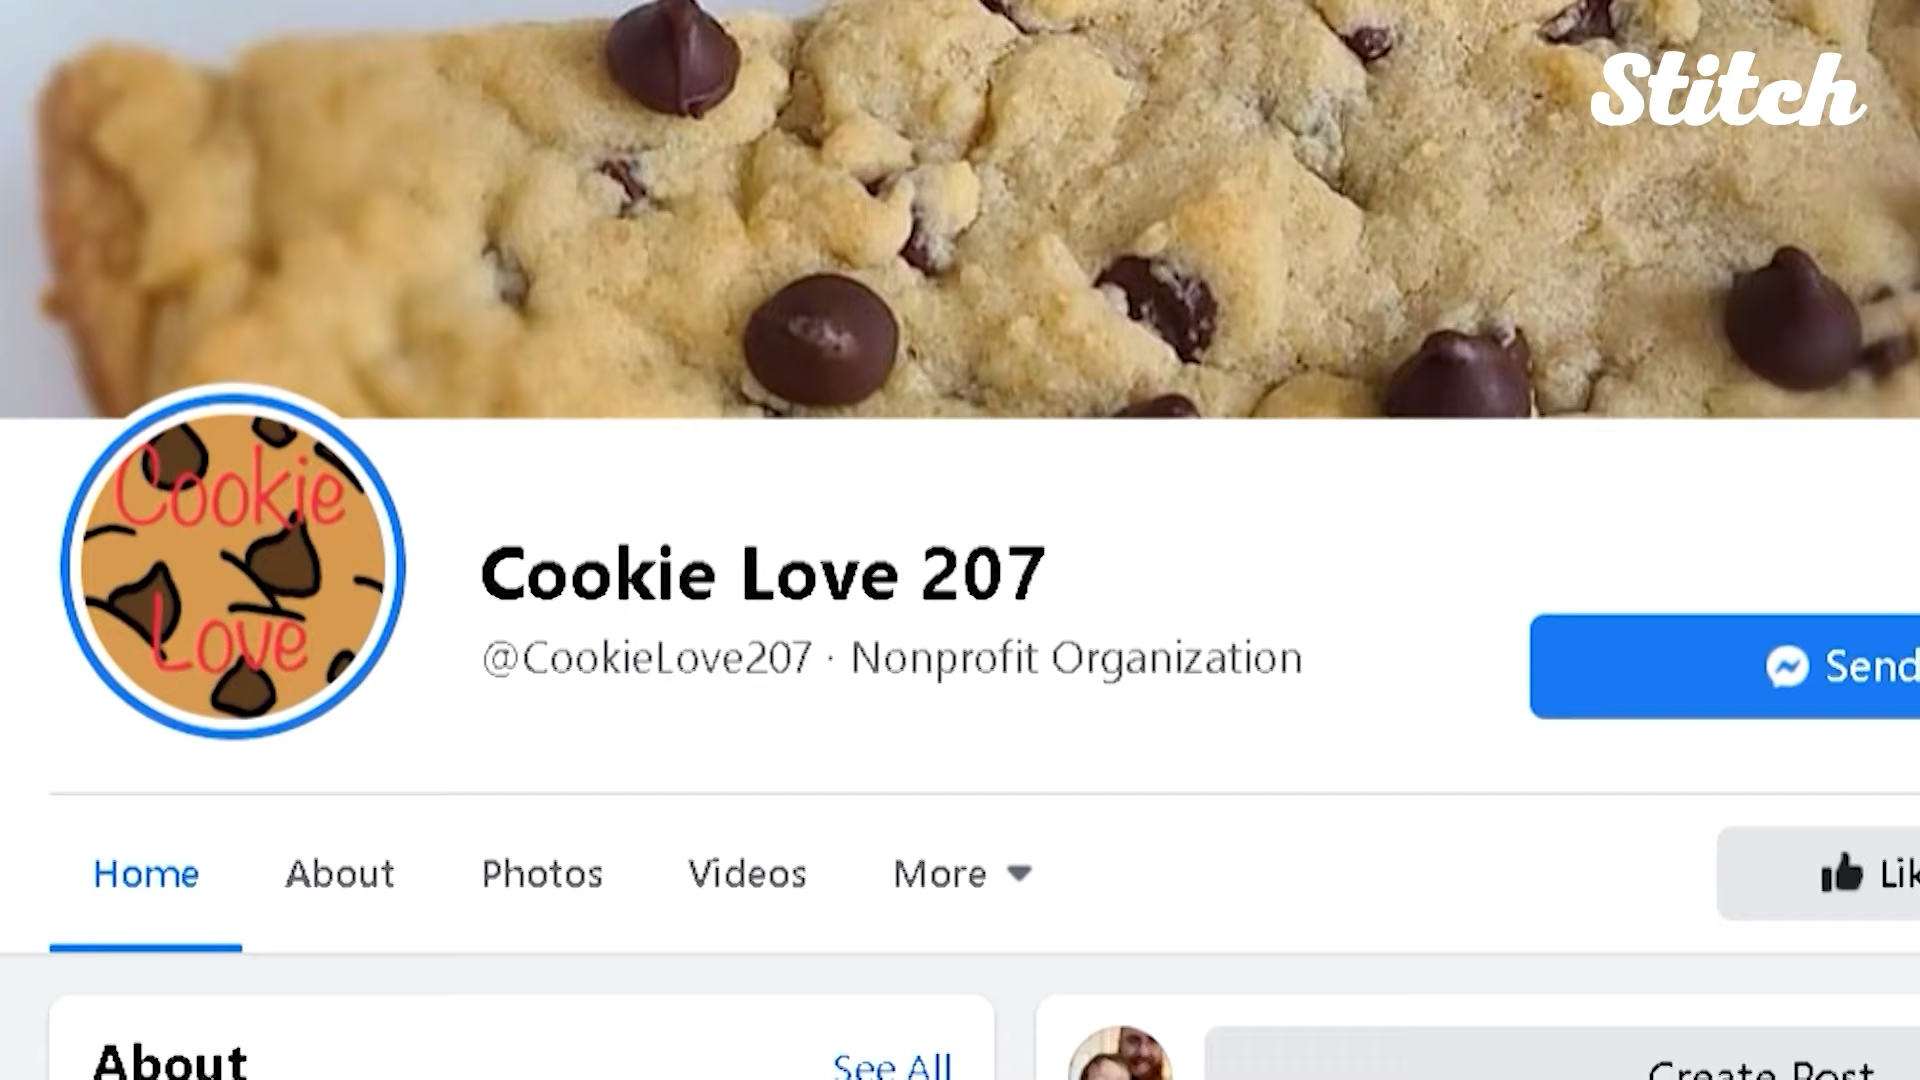 Stitch
Cookie
Love
Cookie Love 207
@CookieLove207 · Nonprofit Organization
Send
Home
About
Photos
Videos
More
About
See All
Create Post